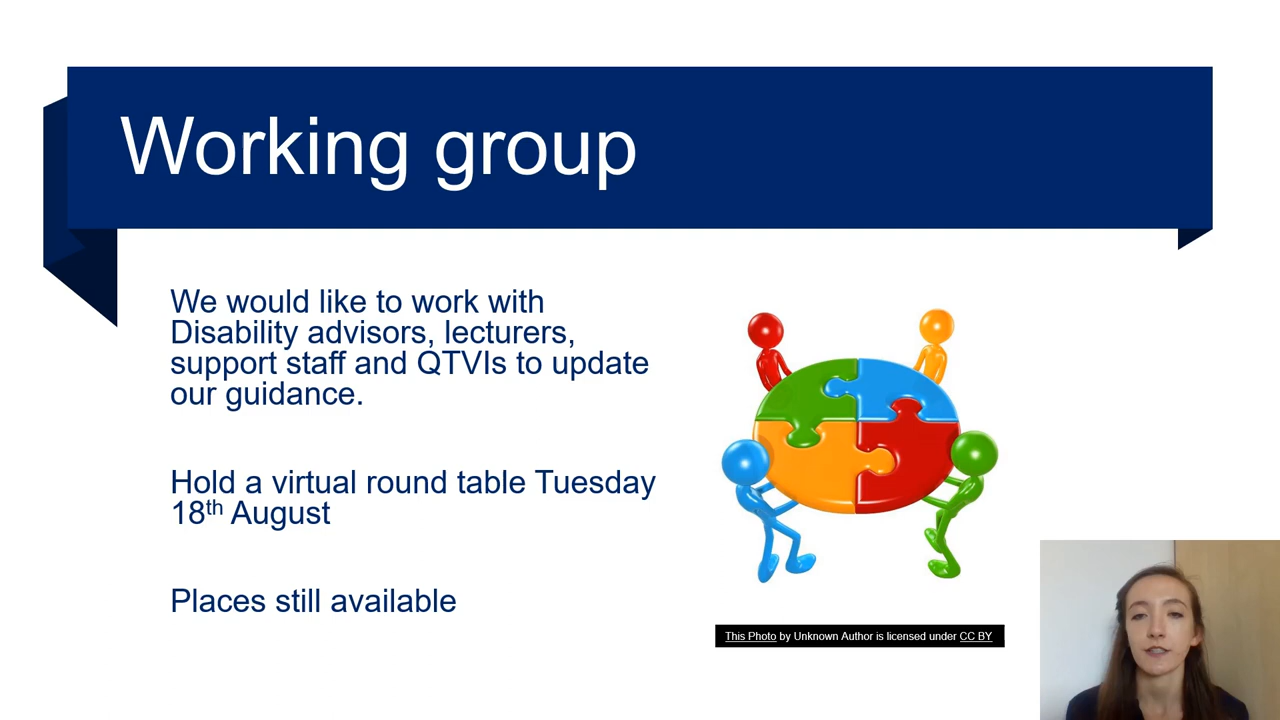 Working group
We would like to work with
Disability advisors, lecturers,
support staff and QTVIs to update
our guidance.
Hold a virtual round table Tuesday
18th August
Places still available
This Photo by Unknown Author is licensed under CC BY